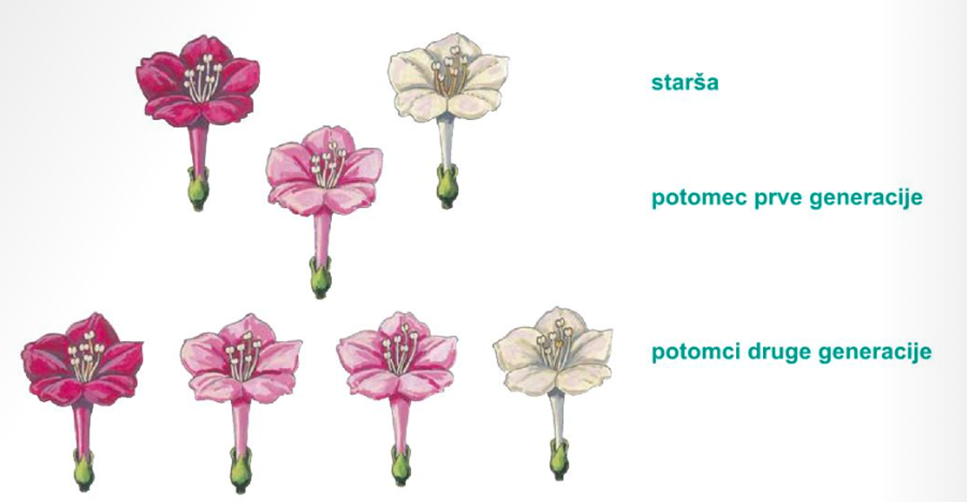 starša
potomec prve generacije
potomci druge generacije